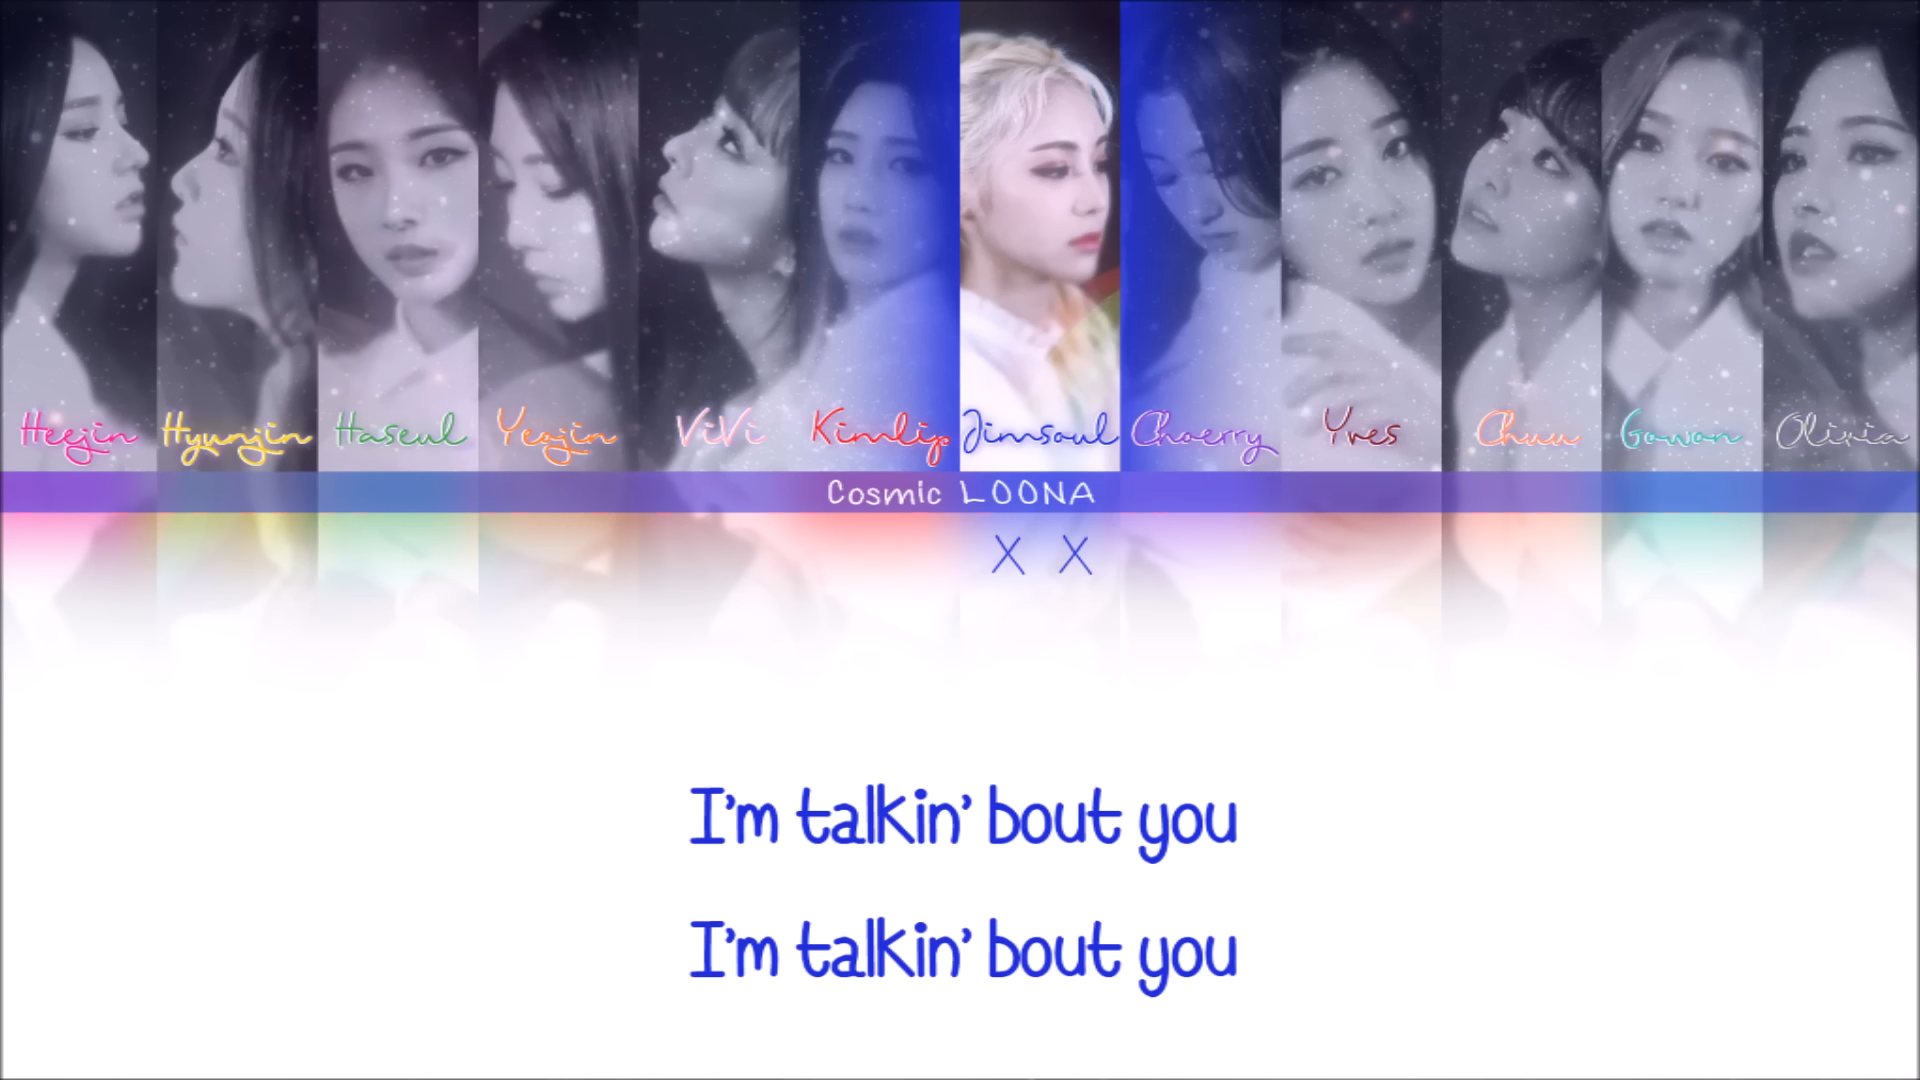 Heejin Hyunjin Haseul Yeojin ViVi Kimlip Jinsoul Choerry Yves Chuu Gowon Olivia
Cosmic LOONA
X X
I'm talkin' bout you
I'm talkin' bout you